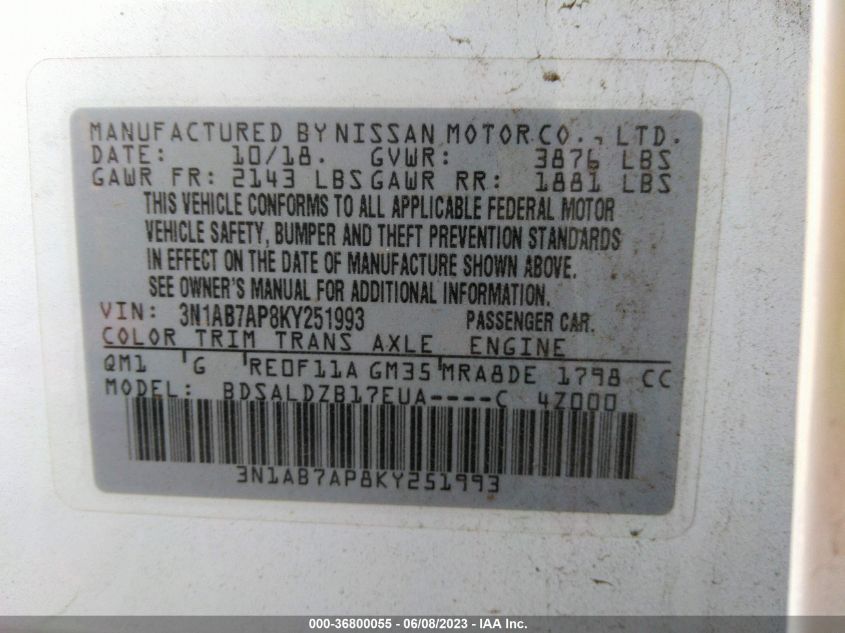 MANUFACTURED BY NISSAN MOTOR CO., LTD.
DATE: 10/18. GVWR: 3876 LBS
GAWR FR: 2143 LBS GAWR RR: 1881 LBS
THIS VEHICLE CONFORMS TO ALL APPLICABLE FEDERAL MOTOR
VEHICLE SAFETY, BUMPER AND THEFT PREVENTION STANDARDS
IN EFFECT ON THE DATE OF MANUFACTURE SHOWN ABOVE.
SEE OWNER'S MANUAL FOR ADDITIONAL INFORMATION.
VIN: 3N1AB7AP8KY251993 PASSENGER CAR.
COLOR TRIM TRANS AXLE ENGINE
QM1 G RE0F11A GM35 MRA8DE 1798 CC
MODEL: BDSALDZB17EUA----C 4Z000
3N1AB7AP8KY251993
000-36800055 - 06/08/2023 - IAA Inc.